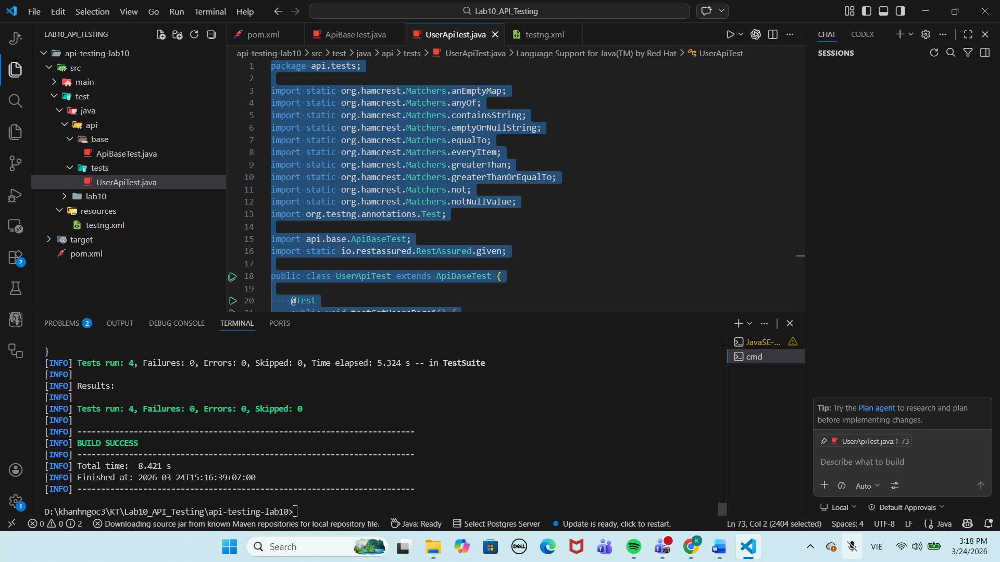 File Edit Selection View Go Run Terminal Help
Lab10_API_Testing
LAB10_API_TESTING
api-testing-lab10
src
main
test
java
api
base
ApiBaseTest.java
tests
UserApiTest.java
lab10
resources
testng.xml
target
pom.xml
2
1
pom.xml ApiBaseTest.java UserApiTest.java testng.xml
api-testing-lab10 > src > test > java > api > tests > UserApiTest.java > Language Support for Java(TM) by Red Hat > UserApiTest
1 package api.tests;
2
3 import static org.hamcrest.Matchers.anEmptyMap;
4 import static org.hamcrest.Matchers.anyOf;
5 import static org.hamcrest.Matchers.containsString;
6 import static org.hamcrest.Matchers.emptyOrNullString;
7 import static org.hamcrest.Matchers.equalTo;
8 import static org.hamcrest.Matchers.everyItem;
9 import static org.hamcrest.Matchers.greaterThan;
10 import static org.hamcrest.Matchers.greaterThanOrEqualTo;
11 import static org.hamcrest.Matchers.not;
12 import static org.hamcrest.Matchers.notNullValue;
13 import org.testng.annotations.Test;
14
15 import api.base.ApiBaseTest;
16 import static io.restassured.RestAssured.given;
17
18 public class UserApiTest extends ApiBaseTest {
19
20 @Test
21 public void testGetUsersPage1() {
PROBLEMS 2 OUTPUT DEBUG CONSOLE TERMINAL PORTS
}
[INFO] Tests run: 4, Failures: 0, Errors: 0, Skipped: 0, Time elapsed: 5.324 s -- in TestSuite
[INFO]
[INFO] Results:
[INFO]
[INFO] Tests run: 4, Failures: 0, Errors: 0, Skipped: 0
[INFO]
[INFO] ------------------------------------------------------------------------
[INFO] BUILD SUCCESS
[INFO] ------------------------------------------------------------------------
[INFO] Total time:  8.421 s
[INFO] Finished at: 2026-03-24T15:16:39+07:00
[INFO] ------------------------------------------------------------------------
D:\khanhngoc3\KT\Lab10_API_Testing\api-testing-lab10>
JavaSE-...
cmd
CHAT CODEX
SESSIONS
Tip: Try the Plan agent to research and plan
before implementing changes.
UserApiTest.java:1-73
Describe what to build
Auto
Local Default Approvals
0 0 2 Downloading source jar from known Maven repositories for local repository file. Java: Ready Select Postgres Server Update is ready, click to restart. Ln 73, Col 2 (2404 selected) Spaces: 4 UTF-8 LF Java
Search
DELL
K
T
W
VIE
3:18 PM
3/24/2026